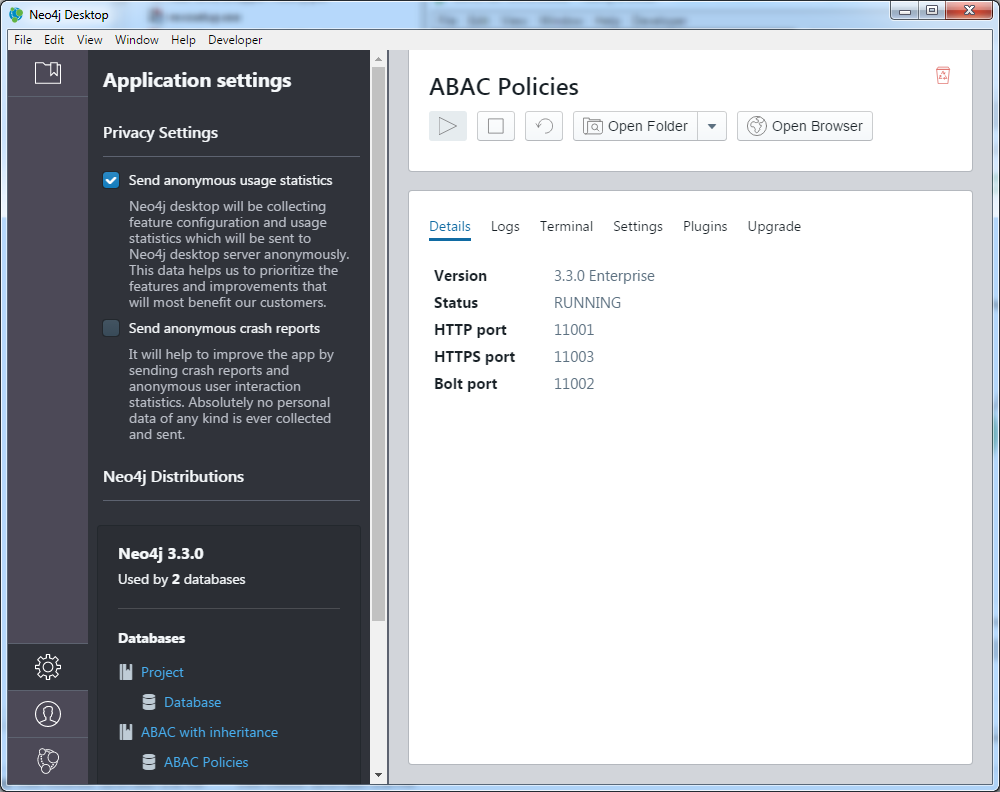 Neo4j Desktop
File Edit View Window Help Developer
Application settings
Privacy Settings
Send anonymous usage statistics
Neo4j desktop will be collecting
feature configuration and usage
statistics which will be sent to
Neo4j desktop server anonymously.
This data helps us to prioritize the
features and improvements that
will most benefit our customers.
Send anonymous crash reports
It will help to improve the app by
sending crash reports and
anonymous user interaction
statistics. Absolutely no personal
data of any kind is ever collected
and sent.
Neo4j Distributions
Neo4j 3.3.0
Used by 2 databases
Databases
Project
Database
ABAC with inheritance
ABAC Policies
ABAC Policies
Open Folder Open Browser
Details Logs Terminal Settings Plugins Upgrade
Version 3.3.0 Enterprise
Status RUNNING
HTTP port 11001
HTTPS port 11003
Bolt port 11002